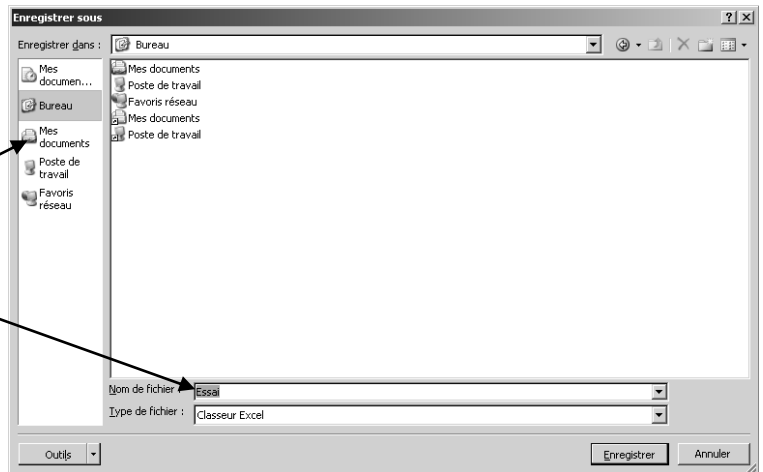 Enregistrer sous
Enregistrer dans :
Bureau
Mes documen...
Bureau
Mes documents
Poste de travail
Favoris réseau
Mes documents
Poste de travail
Favoris réseau
Mes documents
Poste de travail
Nom de fichier :
Essai
Type de fichier :
Classeur Excel
Outils
Enregistrer
Annuler